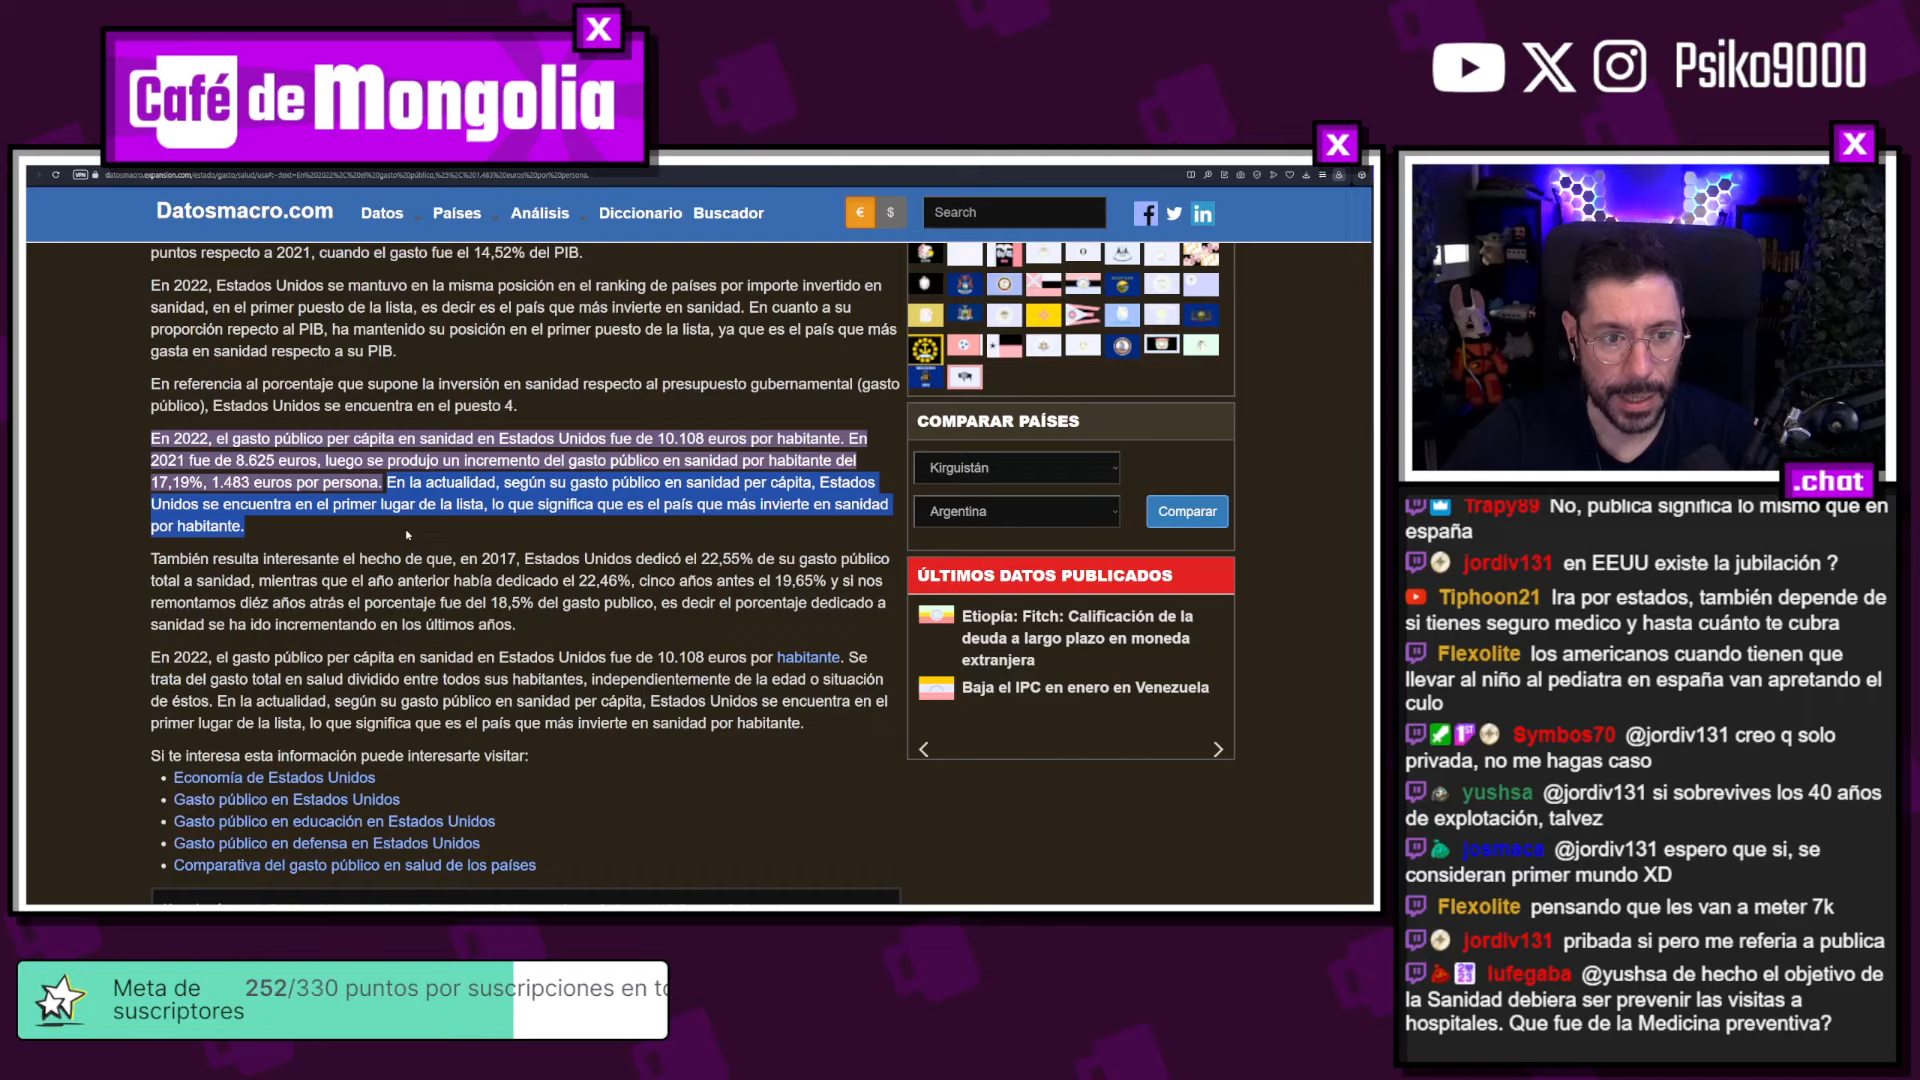 Café de Mongolia
X
X
X
Psiko9000
datosmacro.expansion.com/estado/gasto/salud/usa#:~:text=En%202022%2C%20el%20gasto%20público,%25%2C%201.483%20euros%20por%20persona.
VPN
Datosmacro.com
Datos
Países
Análisis
Diccionario
Buscador
€
$
Search
puntos respecto a 2021, cuando el gasto fue el 14,52% del PIB.
En 2022, Estados Unidos se mantuvo en la misma posición en el ranking de países por importe invertido en
sanidad, en el primer puesto de la lista, es decir es el país que más invierte en sanidad. En cuanto a su
proporción repecto al PIB, ha mantenido su posición en el primer puesto de la lista, ya que es el país que más
gasta en sanidad respecto a su PIB.
En referencia al porcentaje que supone la inversión en sanidad respecto al presupuesto gubernamental (gasto
público), Estados Unidos se encuentra en el puesto 4.
En 2022, el gasto público per cápita en sanidad en Estados Unidos fue de 10.108 euros por habitante. En
2021 fue de 8.625 euros, luego se produjo un incremento del gasto público en sanidad por habitante del
17,19%, 1.483 euros por persona. En la actualidad, según su gasto público en sanidad per cápita, Estados
Unidos se encuentra en el primer lugar de la lista, lo que significa que es el país que más invierte en sanidad
por habitante.
También resulta interesante el hecho de que, en 2017, Estados Unidos dedicó el 22,55% de su gasto público
total a sanidad, mientras que el año anterior había dedicado el 22,46%, cinco años antes el 19,65% y si nos
remontamos diéz años atrás el porcentaje fue del 18,5% del gasto publico, es decir el porcentaje dedicado a
sanidad se ha ido incrementando en los últimos años.
En 2022, el gasto público per cápita en sanidad en Estados Unidos fue de 10.108 euros por habitante. Se
trata del gasto total en salud dividido entre todos sus habitantes, independientemente de la edad o situación
de éstos. En la actualidad, según su gasto público en sanidad per cápita, Estados Unidos se encuentra en el
primer lugar de la lista, lo que significa que es el país que más invierte en sanidad por habitante.
Si te interesa esta información puede interesarte visitar:
• Economía de Estados Unidos
• Gasto público en Estados Unidos
• Gasto público en educación en Estados Unidos
• Gasto público en defensa en Estados Unidos
• Comparativa del gasto público en salud de los países
COMPARAR PAÍSES
Kirguistán
Argentina
Comparar
ÚLTIMOS DATOS PUBLICADOS
Etiopía: Fitch: Calificación de la
deuda a largo plazo en moneda
extranjera
Baja el IPC en enero en Venezuela
.chat
Trapy89 No, publica significa lo mismo que en
españa
jordiv131 en EEUU existe la jubilación ?
Tiphoon21 Ira por estados, también depende de
si tienes seguro medico y hasta cuánto te cubra
Flexolite los americanos cuando tienen que
llevar al niño al pediatra en españa van apretando el
culo
Symbos70 @jordiv131 creo q solo
privada, no me hagas caso
yushsa @jordiv131 si sobrevives los 40 años
de explotación, talvez
josmaca @jordiv131 espero que si, se
consideran primer mundo XD
Flexolite pensando que les van a meter 7k
jordiv131 pribada si pero me referia a publica
lufegaba @yushsa de hecho el objetivo de
la Sanidad debiera ser prevenir las visitas a
hospitales. Que fue de la Medicina preventiva?
Meta de
suscriptores
252/330 puntos por suscripciones en to